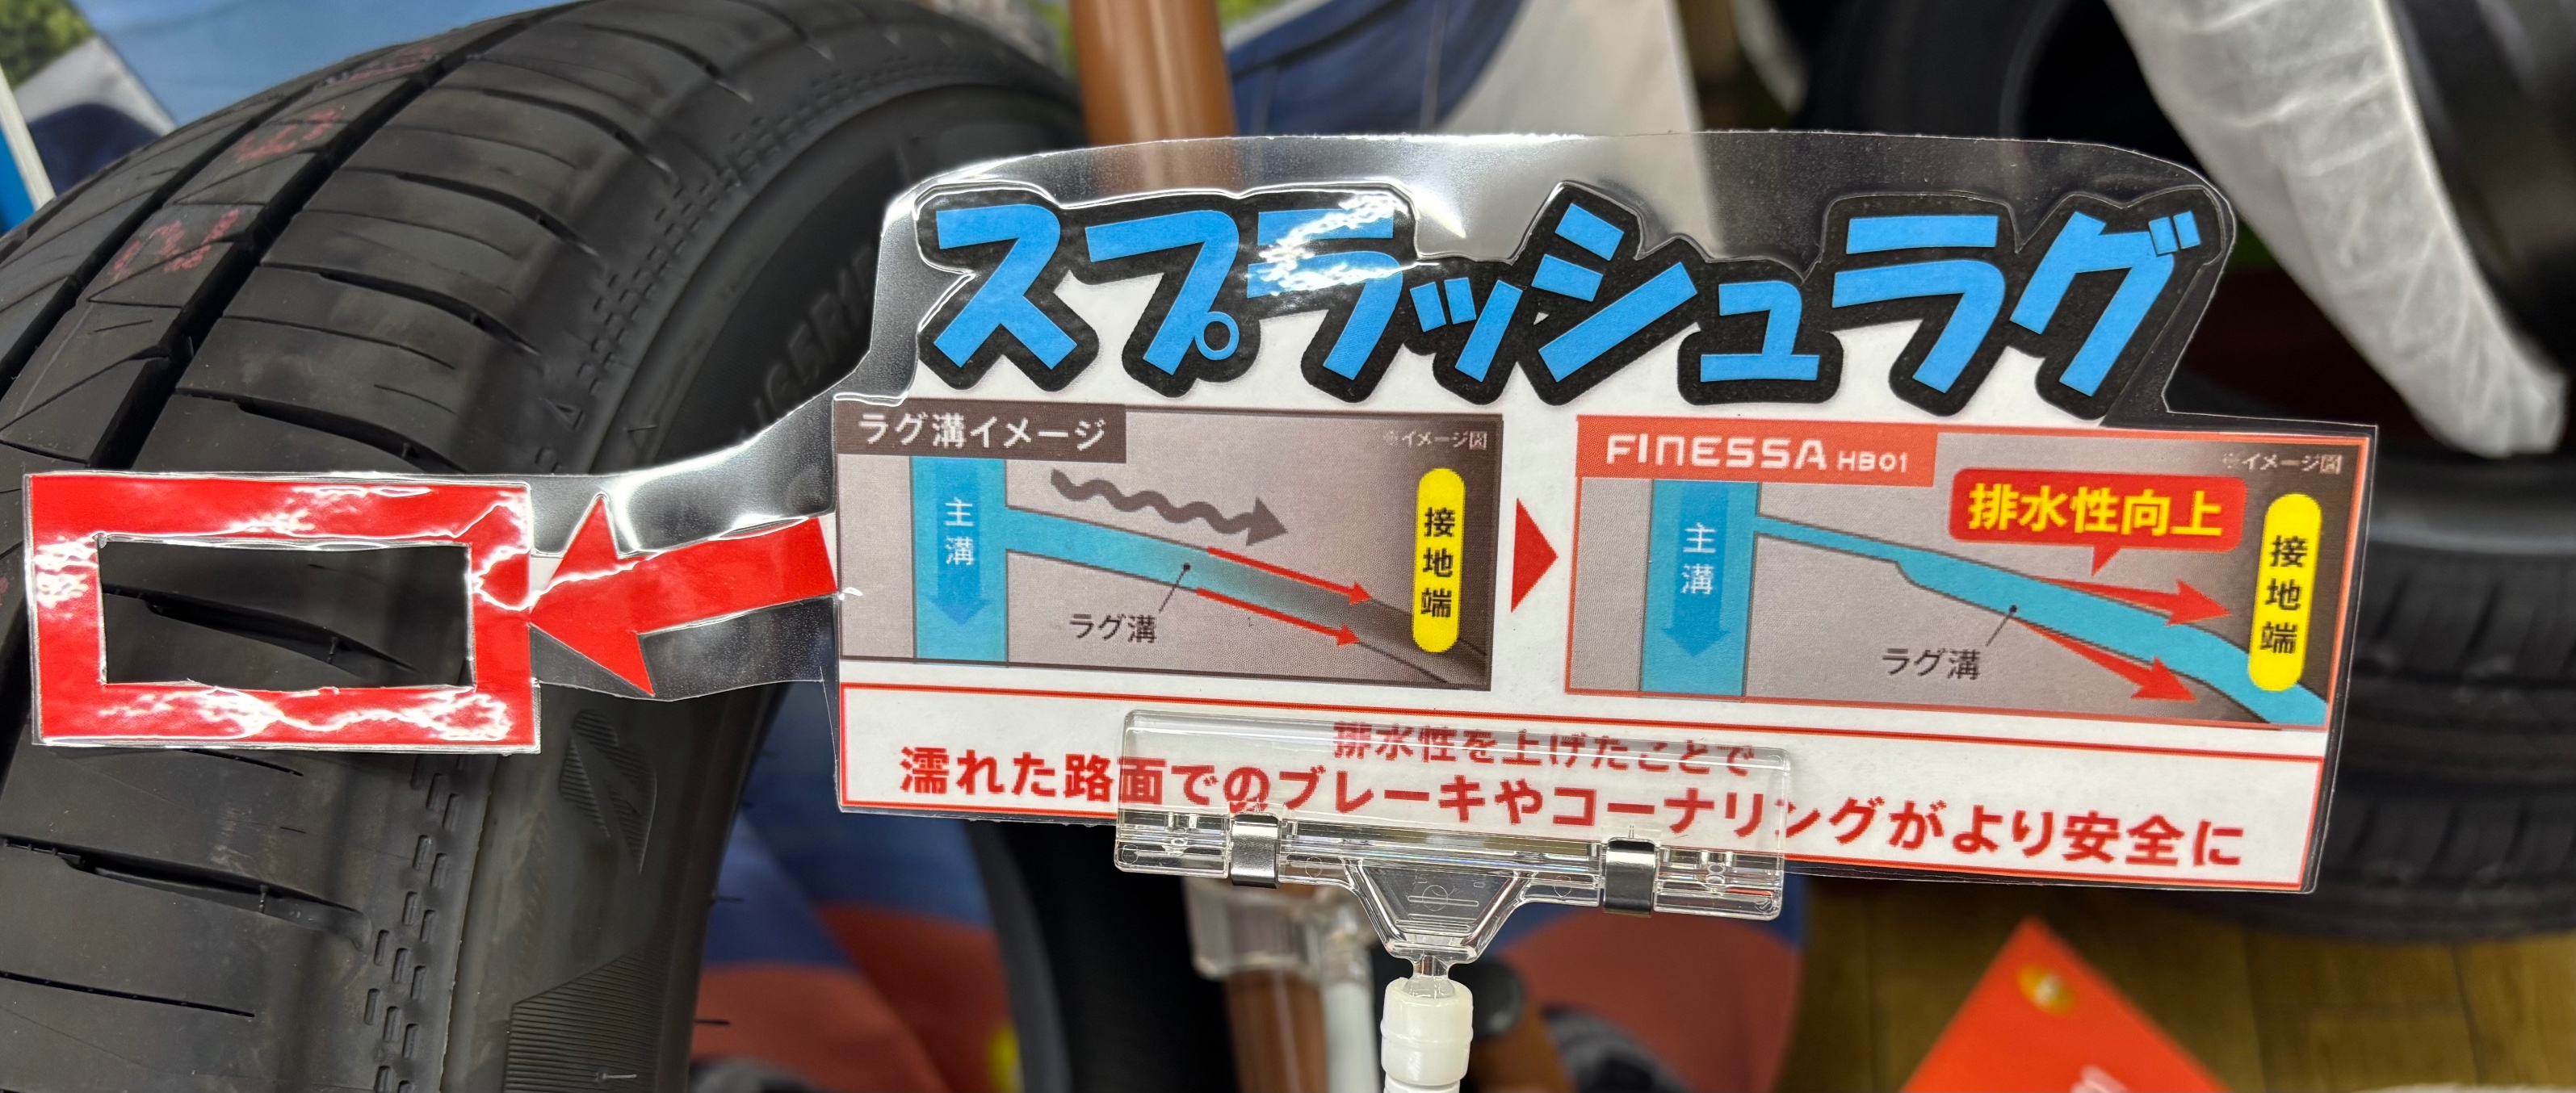 スプラッシュラグ
ラグ溝イメージ
※イメージ図
主溝
ラグ溝
接地端
FINESSA HB01
※イメージ図
排水性向上
主溝
ラグ溝
接地端
排水性を上げたことで
濡れた路面でのブレーキやコーナリングがより安全に